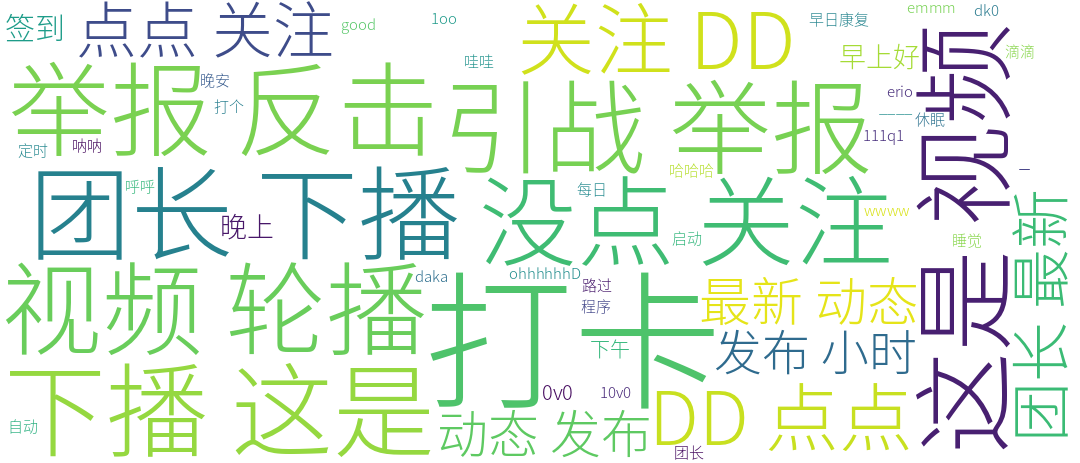 签到
点点 关注
good
1oo
关注 DD
早日康复
emmm
dk0
举报 反击
晚安
打个
哇哇
引战 举报
早上好
滴滴
erio
一一
休眠
111q1
定时
呐呐
团长 下播
呼呼
晚上
没点 关注
每日
哈哈哈
启动
wwww
睡觉
这是 视频
团长 最新
视频 轮播
daka
ohhhhhhD
路过
程序
打卡
最新 动态
下播 这是
下午
发布 小时
0v0
10v0
动态 发布
DD 点点
自动
团长